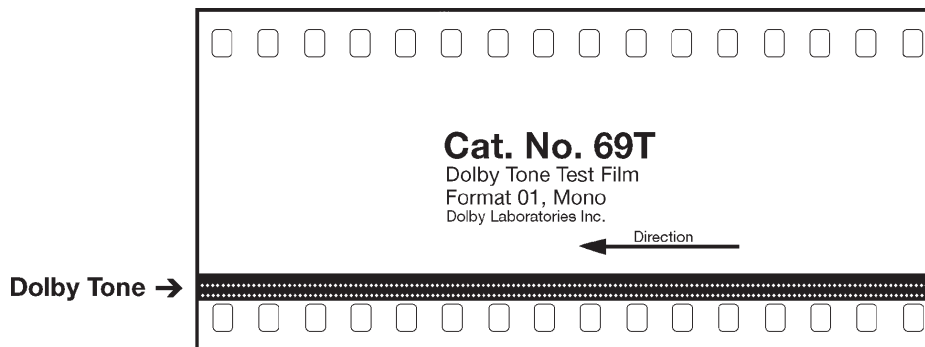 Cat. No. 69T
Dolby Tone Test Film
Format 01, Mono
Dolby Laboratories Inc.
Direction
Dolby Tone →